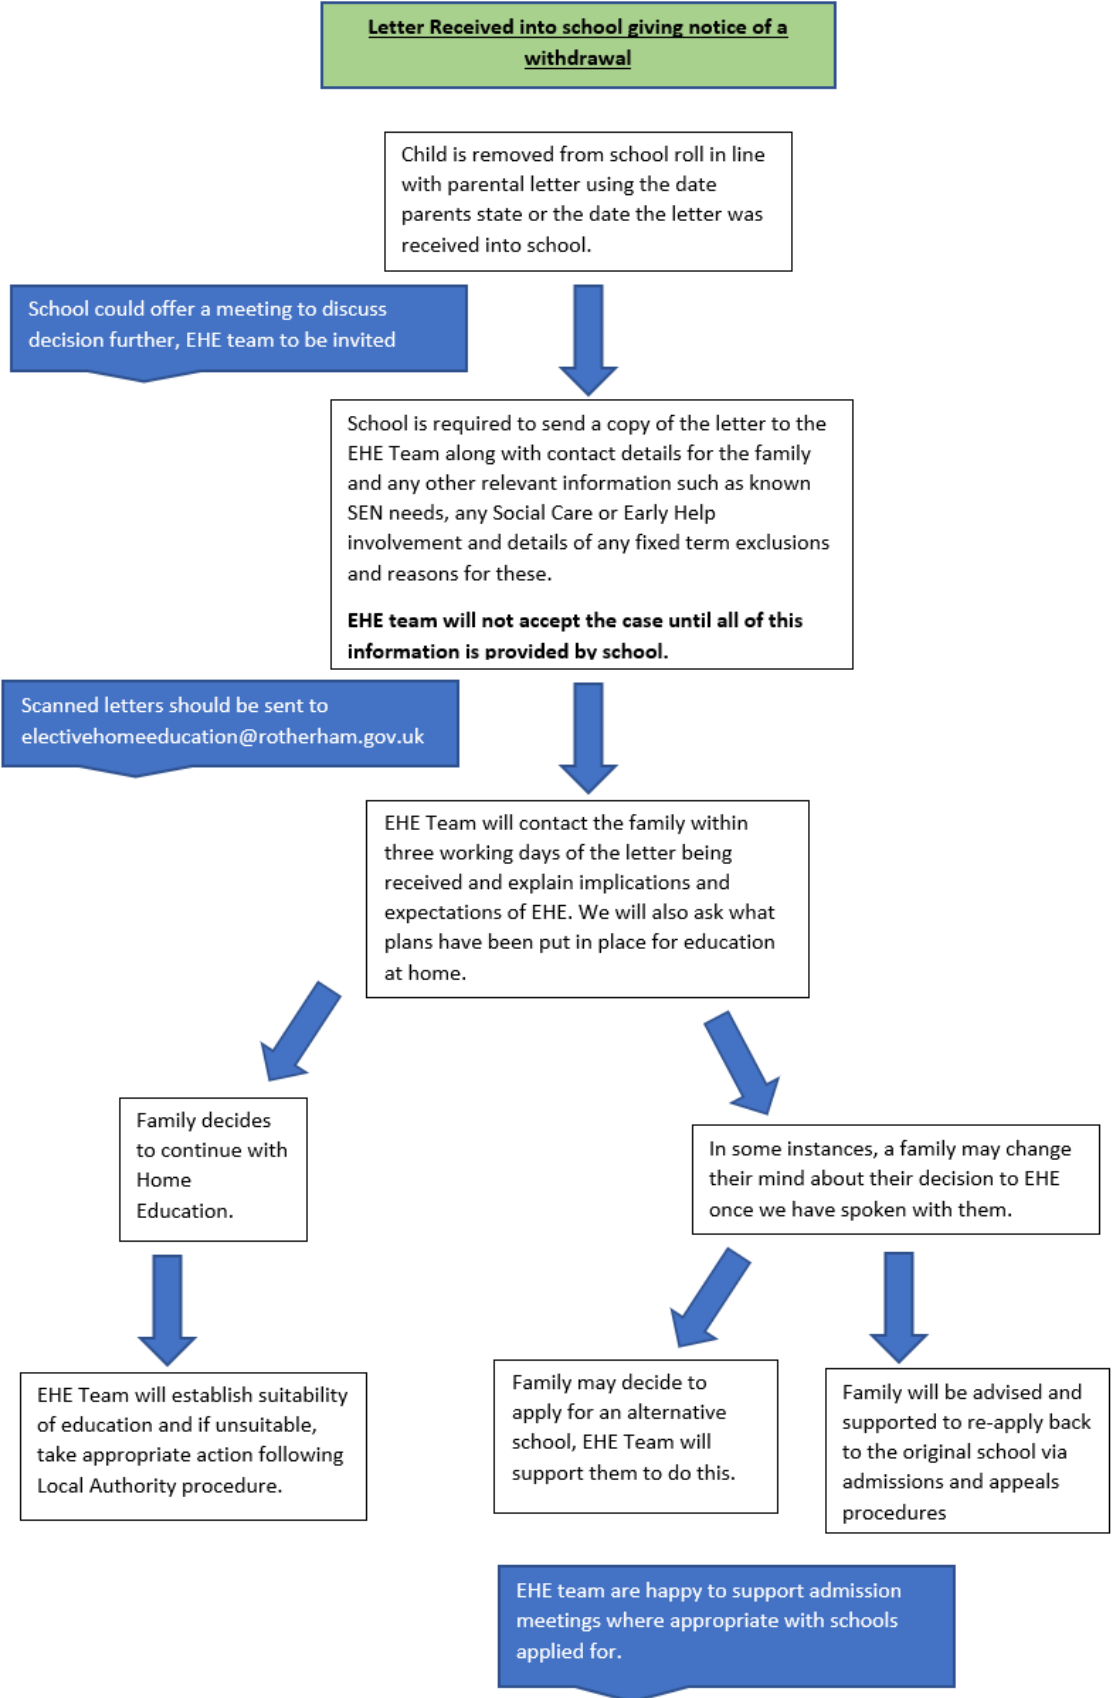 Letter Received into school giving notice of a
withdrawal
Child is removed from school roll in line
with parental letter using the date
parents state or the date the letter was
received into school.
School could offer a meeting to discuss
decision further, EHE team to be invited
School is required to send a copy of the letter to the
EHE Team along with contact details for the family
and any other relevant information such as known
SEN needs, any Social Care or Early Help
involvement and details of any fixed term exclusions
and reasons for these.
EHE team will not accept the case until all of this
information is provided by school.
Scanned letters should be sent to
electivehomeeducation@rotherham.gov.uk
EHE Team will contact the family within
three working days of the letter being
received and explain implications and
expectations of EHE. We will also ask what
plans have been put in place for education
at home.
Family decides
to continue with
Home
Education.
In some instances, a family may change
their mind about their decision to EHE
once we have spoken with them.
EHE Team will establish suitability
of education and if unsuitable,
take appropriate action following
Local Authority procedure.
Family may decide to
apply for an alternative
school, EHE Team will
support them to do this.
Family will be advised and
supported to re-apply back
to the original school via
admissions and appeals
procedures
EHE team are happy to support admission
meetings where appropriate with schools
applied for.